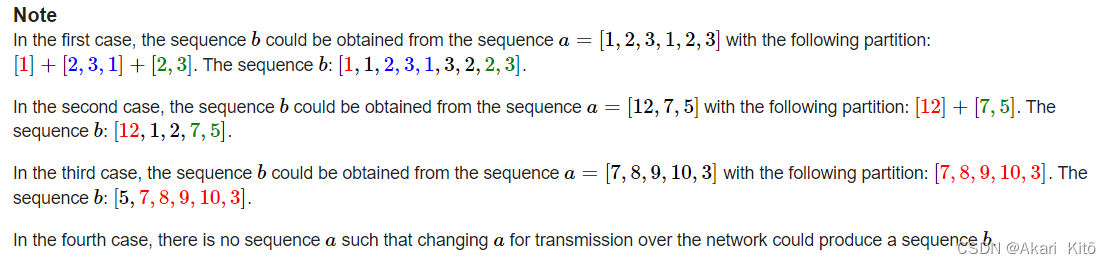 Note
In the first case, the sequence b could be obtained from the sequence a = [1, 2, 3, 1, 2, 3] with the following partition:
[1] + [2, 3, 1] + [2, 3]. The sequence b: [1, 1, 2, 3, 1, 3, 2, 2, 3].
In the second case, the sequence b could be obtained from the sequence a = [12, 7, 5] with the following partition: [12] + [7, 5]. The
sequence b: [12, 1, 2, 7, 5].
In the third case, the sequence b could be obtained from the sequence a = [7, 8, 9, 10, 3] with the following partition: [7, 8, 9, 10, 3]. The
sequence b: [5, 7, 8, 9, 10, 3].
In the fourth case, there is no sequence a such that changing a for transmission over the network could produce a sequence b.
CSDN @Akari Kitō